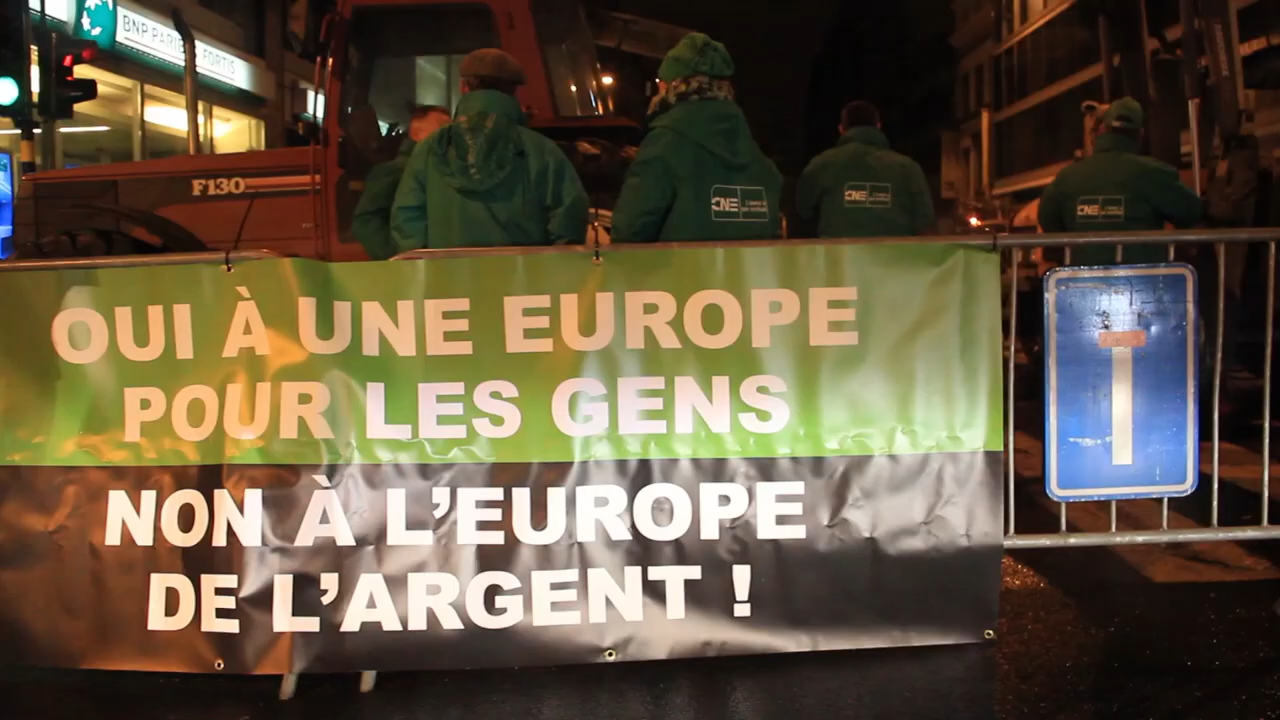 BNP PARIBAS FORTIS
F130
CNE
CNE
CNE
OUI À UNE EUROPE
POUR LES GENS
NON À L'EUROPE
DE L'ARGENT !